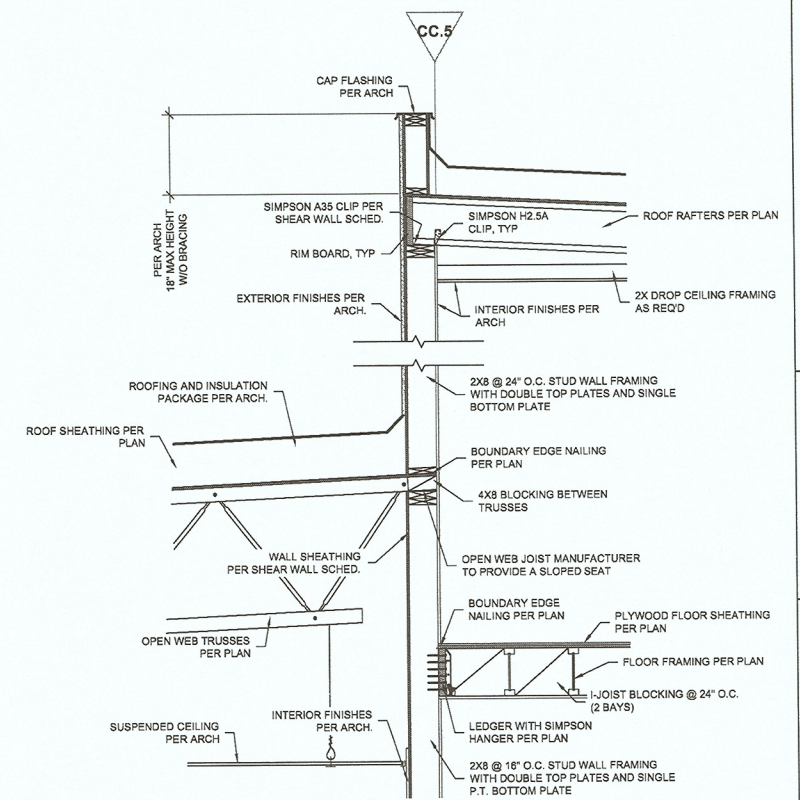 CC.5
CAP FLASHING
PER ARCH
PER ARCH
18" MAX HEIGHT
W/O BRACING
SIMPSON A35 CLIP PER
SHEAR WALL SCHED.
SIMPSON H2.5A
CLIP, TYP
ROOF RAFTERS PER PLAN
RIM BOARD, TYP
EXTERIOR FINISHES PER
ARCH.
INTERIOR FINISHES PER
ARCH
2X DROP CEILING FRAMING
AS REQ'D
ROOFING AND INSULATION
PACKAGE PER ARCH.
2X8 @ 24" O.C. STUD WALL FRAMING
WITH DOUBLE TOP PLATES AND SINGLE
BOTTOM PLATE
ROOF SHEATHING PER
PLAN
BOUNDARY EDGE NAILING
PER PLAN
4X8 BLOCKING BETWEEN
TRUSSES
WALL SHEATHING
PER SHEAR WALL SCHED.
OPEN WEB JOIST MANUFACTURER
TO PROVIDE A SLOPED SEAT
BOUNDARY EDGE
NAILING PER PLAN
PLYWOOD FLOOR SHEATHING
PER PLAN
OPEN WEB TRUSSES
PER PLAN
FLOOR FRAMING PER PLAN
I-JOIST BLOCKING @ 24" O.C.
(2 BAYS)
INTERIOR FINISHES
PER ARCH.
SUSPENDED CEILING
PER ARCH
LEDGER WITH SIMPSON
HANGER PER PLAN
2X8 @ 16" O.C. STUD WALL FRAMING
WITH DOUBLE TOP PLATES AND SINGLE
P.T. BOTTOM PLATE